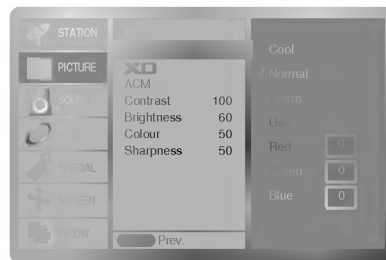 STATION
PICTURE
SOUND
SPECIAL
SCREEN
XD
ACM
Contrast 100
Brightness 60
Colour 50
Sharpness 50
Prev.
Cool
✓ Normal
Warm
User
Red 0
Green 0
Blue 0